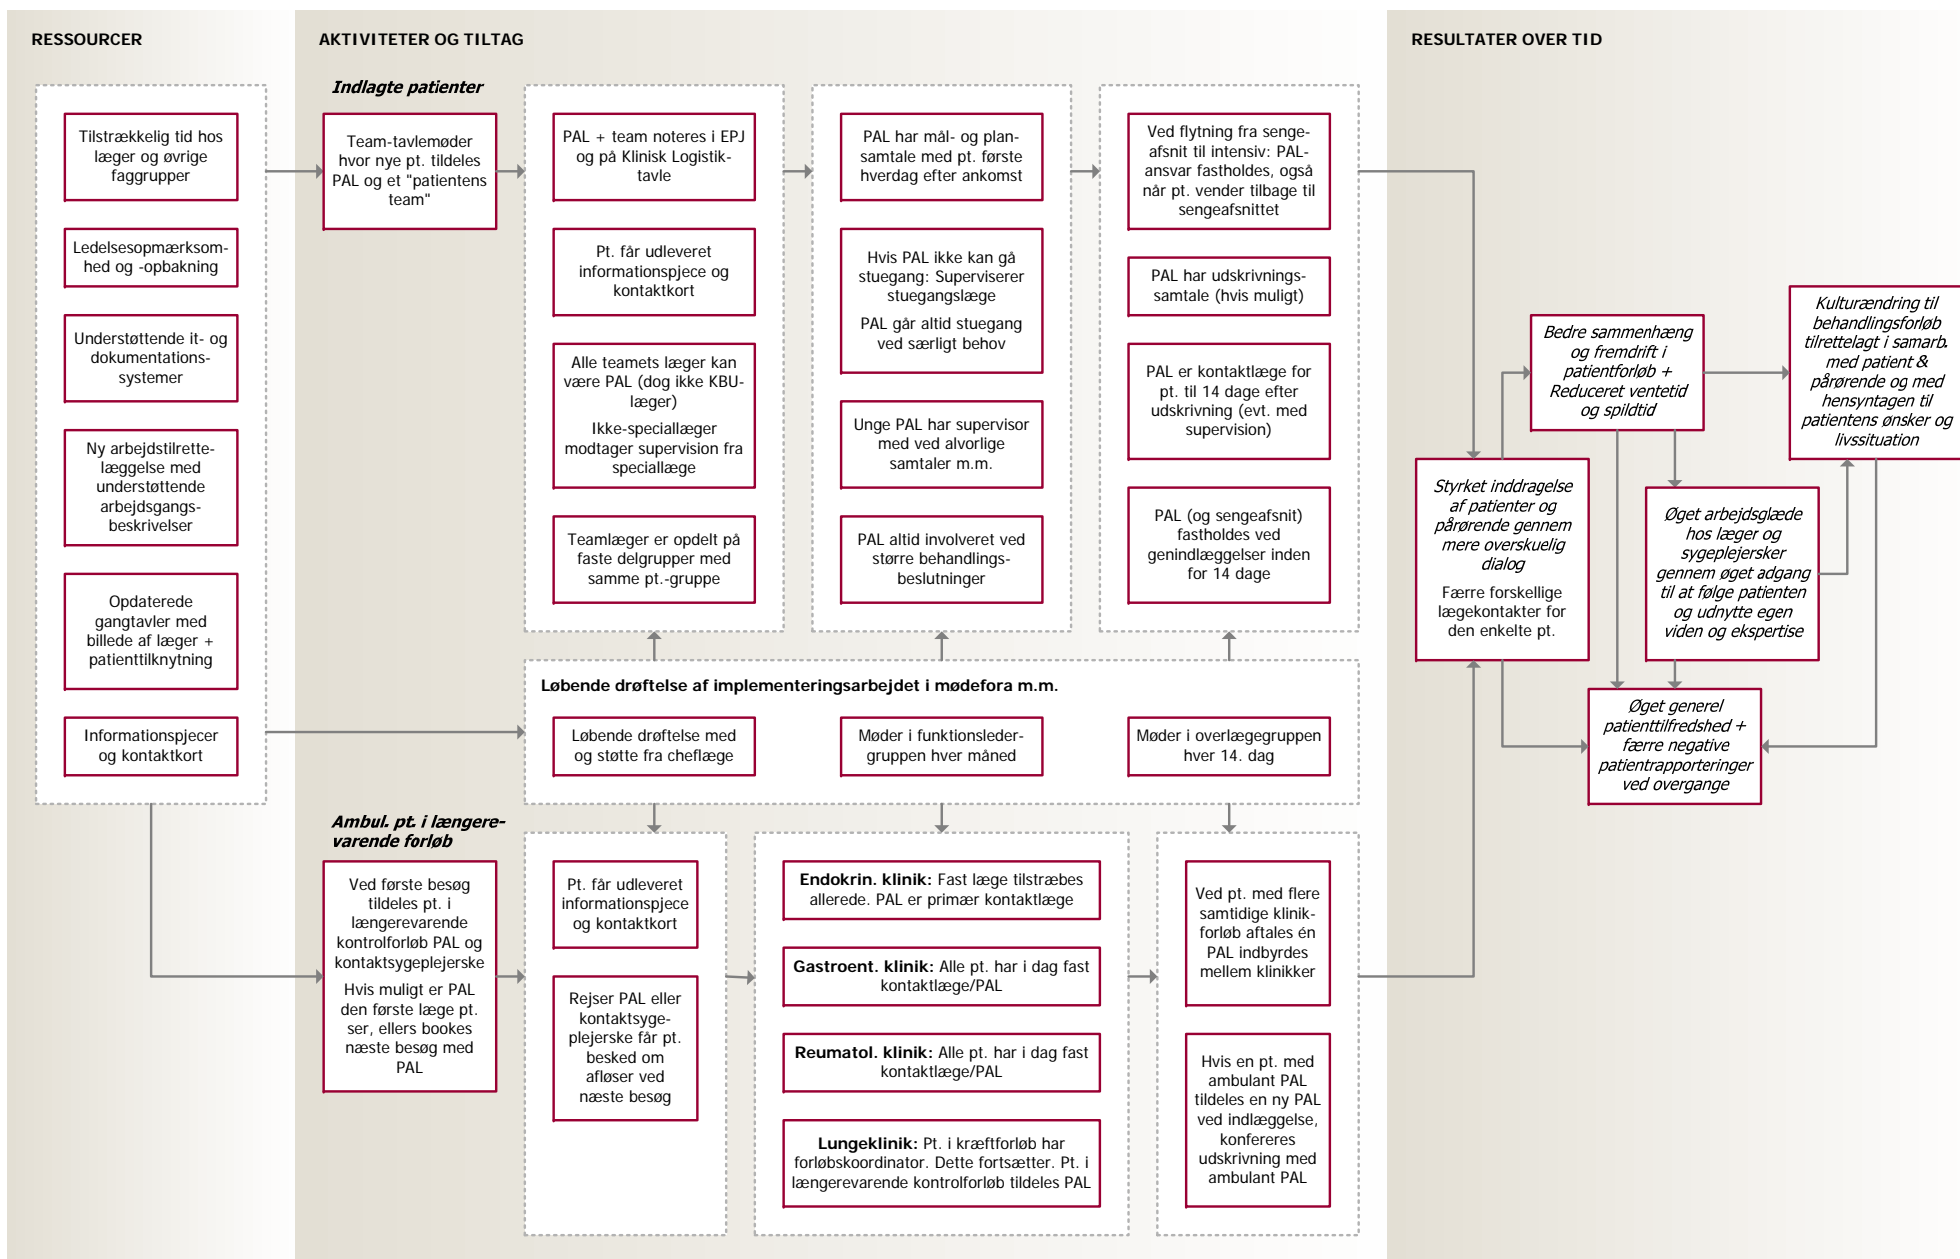 RESSOURCER
Tilstrækkelig tid hos
læger og øvrige
faggrupper
Ledelsesopmærksom-
hed og -opbakning
Understøttende it- og
dokumentations-
systemer
Ny arbejdstilrette-
læggelse med
understøttende
arbejdsgangs-
beskrivelser
Opdaterede
gangtavler med
billede af læger +
patienttilknytning
Informationspjecer
og kontaktkort
AKTIVITETER OG TILTAG
Indlagte patienter
Team-tavlemøder
hvor nye pt. tildeles
PAL og et "patientens
team"
PAL + team noteres i EPJ
og på Klinisk Logistik-
tavle
Pt. får udleveret
informationspjece og
kontaktkort
Alle teamets læger kan
være PAL (dog ikke KBU-
læger)
Ikke-speciallæger
modtager supervision fra
speciallæge
Teamlæger er opdelt på
faste delgrupper med
samme pt.-gruppe
PAL har mål- og plan-
samtale med pt. første
hverdag efter ankomst
Hvis PAL ikke kan gå
stuegang: Superviserer
stuegangslæge
PAL går altid stuegang
ved særligt behov
Unge PAL har supervisor
med ved alvorlige
samtaler m.m.
PAL altid involveret ved
større behandlings-
beslutninger
Ved flytning fra senge-
afsnit til intensiv: PAL-
ansvar fastholdes, også
når pt. vender tilbage til
sengeafsnittet
PAL har udskrivnings-
samtale (hvis muligt)
PAL er kontaktlæge for
pt. til 14 dage efter
udskrivning (evt. med
supervision)
PAL (og sengeafsnit)
fastholdes ved
genindlæggelser inden
for 14 dage
Løbende drøftelse af implementeringsarbejdet i mødefora m.m.
Løbende drøftelse med
og støtte fra cheflæge
Møder i funktionsleder-
gruppen hver måned
Møder i overlægegruppen
hver 14. dag
Ambul. pt. i længere-
varende forløb
Ved første besøg
tildeles pt. i
længerevarende
kontrolforløb PAL og
kontaktsygeplejerske
Hvis muligt er PAL
den første læge pt.
ser, ellers bookes
næste besøg med
PAL
Pt. får udleveret
informationspjece
og kontaktkort
Rejser PAL eller
kontaktsyge-
plejerske får pt.
besked om
afløser ved
næste besøg
Endokrin. klinik: Fast læge tilstræbes
allerede. PAL er primær kontaktlæge
Gastroent. klinik: Alle pt. har i dag fast
kontaktlæge/PAL
Reumatol. klinik: Alle pt. har i dag fast
kontaktlæge/PAL
Lungeklinik: Pt. i kræftforløb har
forløbskoordinator. Dette fortsætter. Pt. i
længerevarende kontrolforløb tildeles PAL
Ved pt. med flere
samtidige klinik-
forløb aftales én
PAL indbyrdes
mellem klinikker
Hvis en pt. med
ambulant PAL
tildeles en ny PAL
ved indlæggelse,
konfereres
udskrivning med
ambulant PAL
RESULTATER OVER TID
Styrket inddragelse
af patienter og
pårørende gennem
mere overskuelig
dialog
Færre forskellige
lægekontakter for
den enkelte pt.
Bedre sammenhæng
og fremdrift i
patientforløb +
Reduceret ventetid
og spildtid
Kulturændring til
behandlingsforløb
tilrettelagt i samarb.
med patient &
pårørende og med
hensyntagen til
patientens ønsker og
livssituation
Øget arbejdsglæde
hos læger og
sygeplejersker
gennem øget adgang
til at følge patienten
og udnytte egen
viden og ekspertise
Øget generel
patienttilfredshed +
færre negative
patientrapporteringer
ved overgange